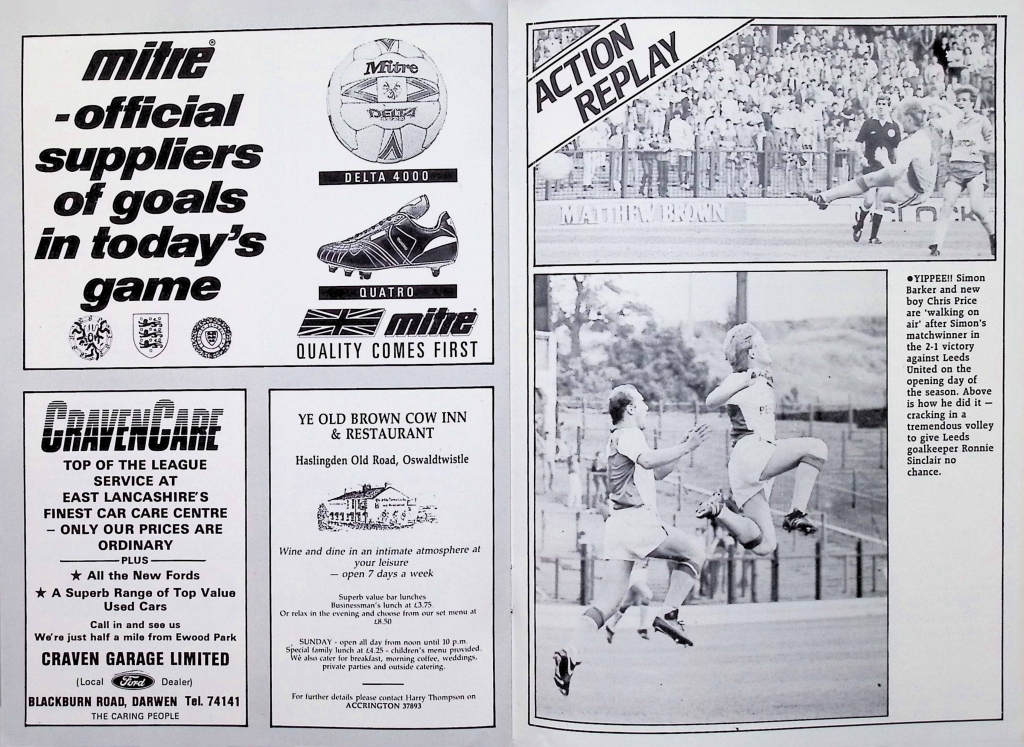 mitre®
-official
suppliers
of goals
in today's
game
Mitre
DELTA
DELTA 4000
QUATRO
mitre
QUALITY COMES FIRST
CRAVENCARE
TOP OF THE LEAGUE
SERVICE AT
EAST LANCASHIRE'S
FINEST CAR CARE CENTRE
– ONLY OUR PRICES ARE
ORDINARY
PLUS
★ All the New Fords
★ A Superb Range of Top Value
Used Cars
Call in and see us
We're just half a mile from Ewood Park
CRAVEN GARAGE LIMITED
(Local Ford Dealer)
BLACKBURN ROAD, DARWEN Tel. 74141
THE CARING PEOPLE
YE OLD BROWN COW INN
& RESTAURANT
Haslingden Old Road, Oswaldtwistle
Wine and dine in an intimate atmosphere at
your leisure
— open 7 days a week
Superb value bar lunches
Businessman's lunch at £3.75
Or relax in the evening and choose from our set menu at
£8.50
SUNDAY - open all day from noon until 10 p.m.
Special family lunch at £4.25 - children's menu provided.
We also cater for breakfast, morning coffee, weddings,
private parties and outside catering.
For further details please contact Harry Thompson on
ACCRINGTON 37893
ACTION
REPLAY
MATTHEW BROWN
CLOCK
●YIPPEE!! Simon
Barker and new
boy Chris Price
are 'walking on
air' after Simon's
matchwinner in
the 2-1 victory
against Leeds
United on the
opening day of
the season. Above
is how he did it —
cracking in a
tremendous volley
to give Leeds
goalkeeper Ronnie
Sinclair no
chance.